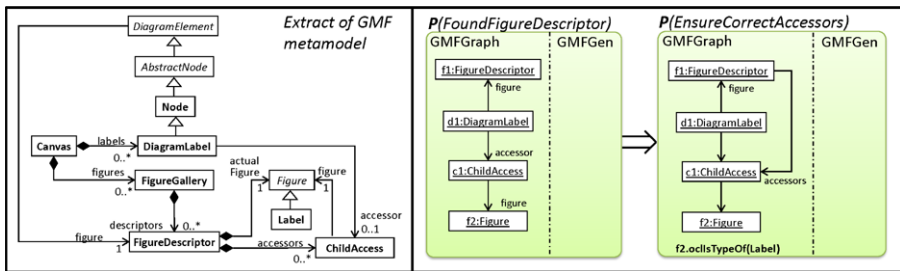 Extract of GMF
metamodel
DiagramElement
AbstractNode
Node
Canvas
labels
0..*
DiagramLabel
figures
0..*
FigureGallery
actual
Figure
1
Figure
figure
1
Label
descriptors
0..*
accessor
0..1
figure
1
FigureDescriptor
accessors
0..*
ChildAccess
P(FoundFigureDescriptor)
GMFGraph
GMFGen
f1:FigureDescriptor
figure
d1:DiagramLabel
accessor
c1:ChildAccess
figure
f2:Figure
P(EnsureCorrectAccessors)
GMFGraph
GMFGen
f1:FigureDescriptor
figure
d1:DiagramLabel
c1:ChildAccess
accessors
f2:Figure
f2.oclIsTypeOf(Label)